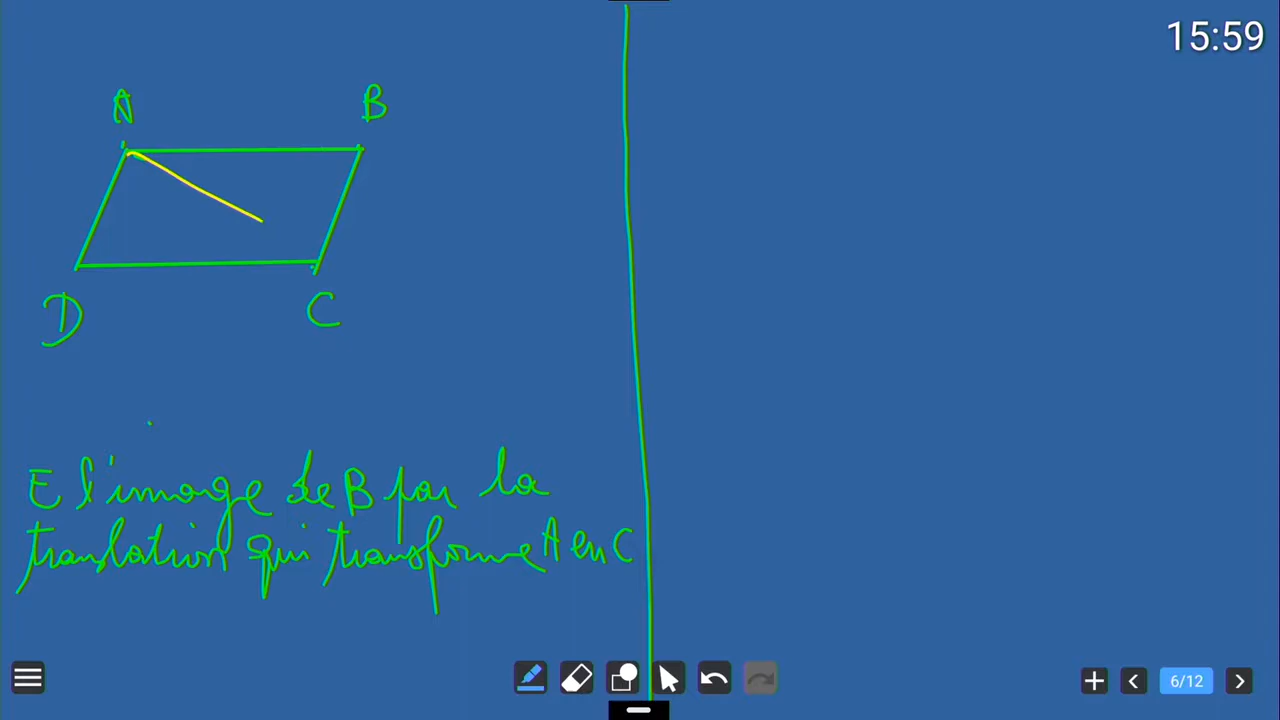 15:59
A B
D C
E l'image de B par la
translation qui transforme A en C
6/12